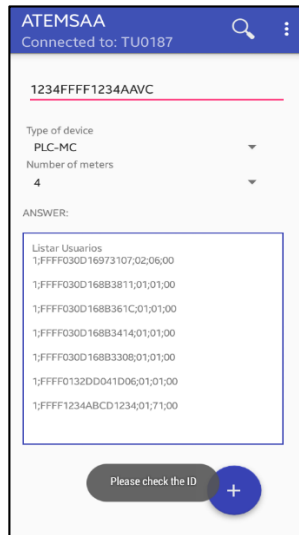 ATEMSAA
Connected to: TU0187
1234FFFF1234AAVC
Type of device
PLC-MC
Number of meters
4
ANSWER:
Listar Usuarios
1;FFFF030D16973107;02;06;00
1;FFFF030D168B3811;01;01;00
1;FFFF030D168B361C;01;01;00
1;FFFF030D168B3414;01;01;00
1;FFFF030D168B3308;01;01;00
1;FFFF0132DD041D06;01;01;00
1;FFFF1234ABCD1234;01;71;00
Please check the ID
+